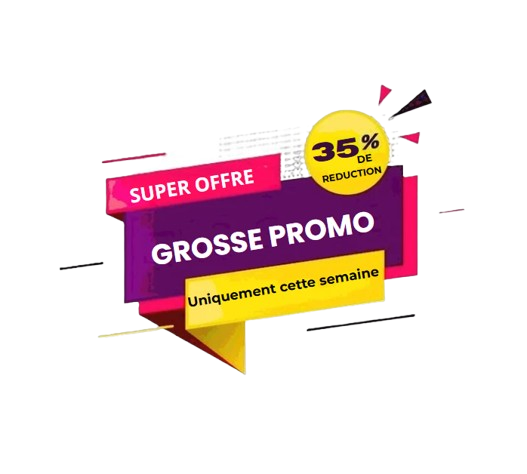 SUPER OFFRE
35%
DE
REDUCTION
GROSSE PROMO
Uniquement cette semaine